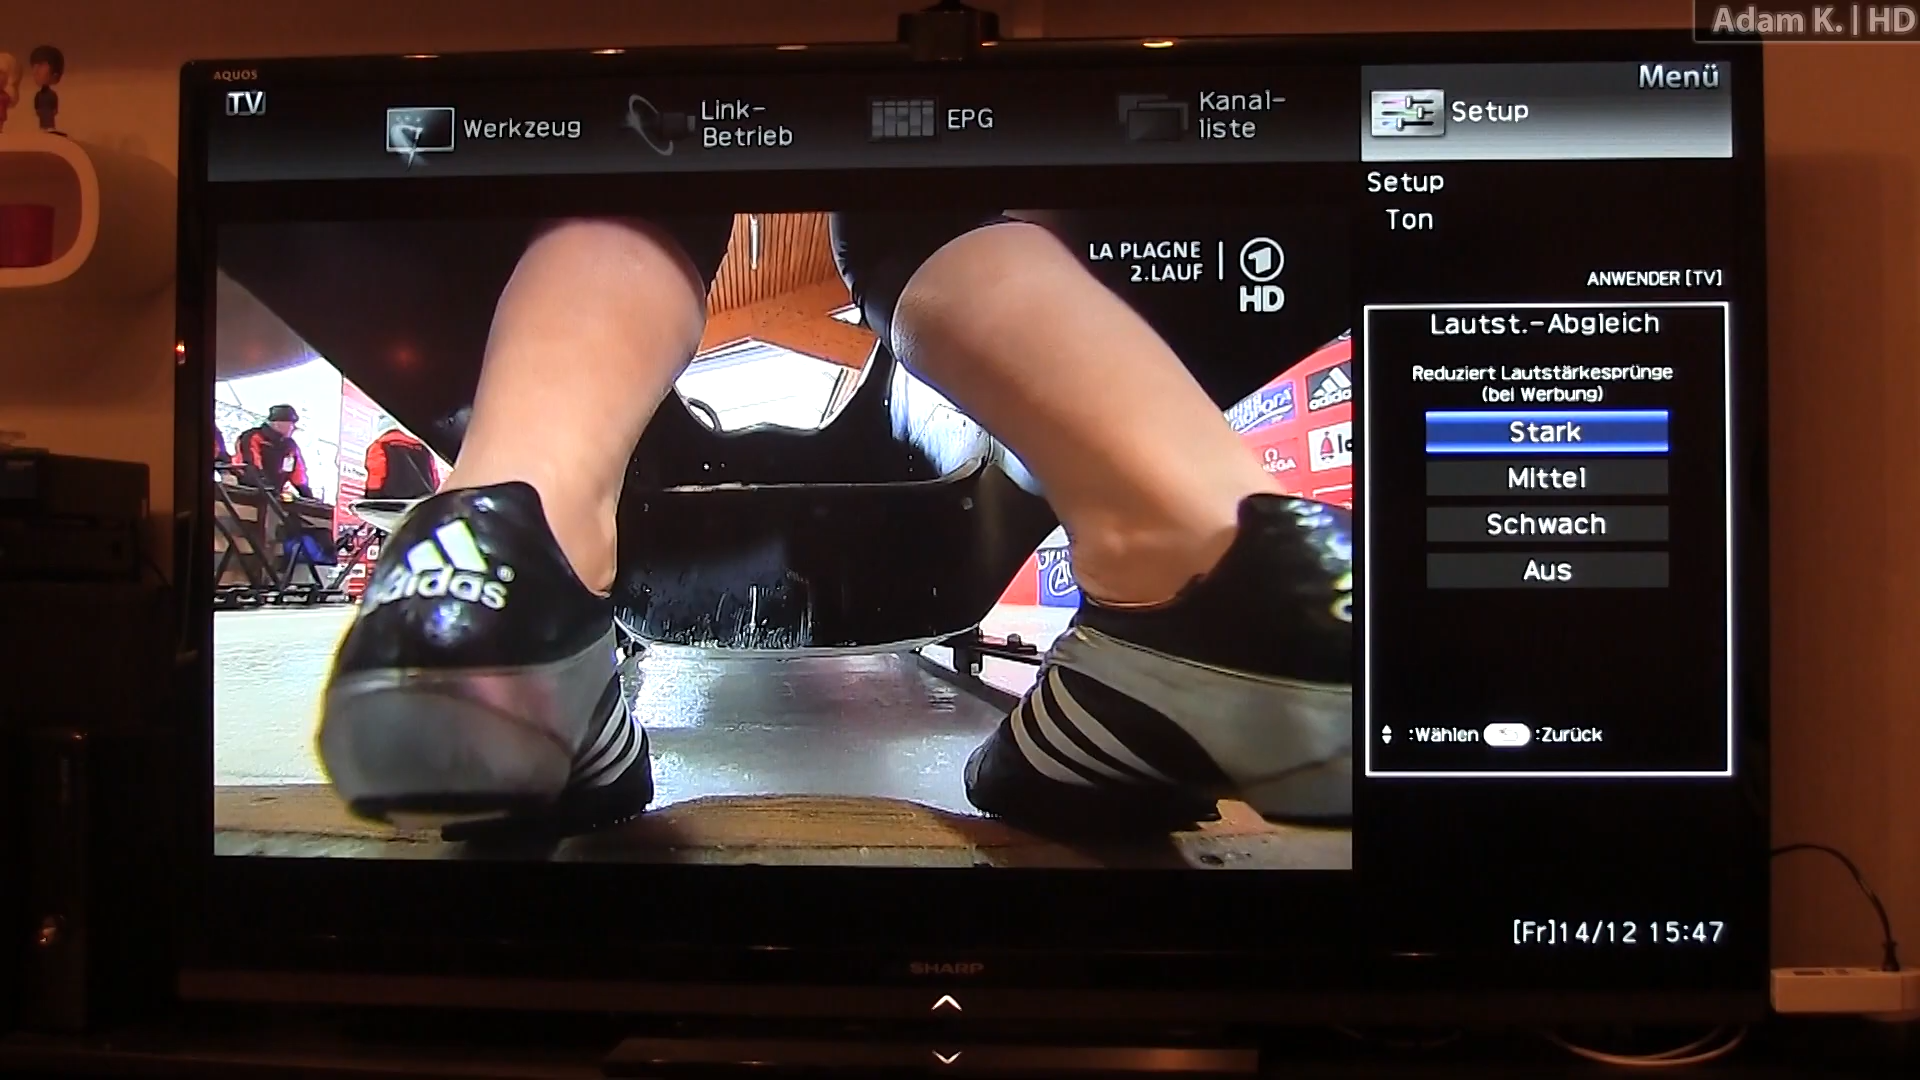 Adam K. | HD
AQUOS
TV
Menü
Werkzeug
Link-
Betrieb
EPG
Kanal-
liste
Setup
Setup
Ton
LA PLAGNE
2.LAUF
1
HD
ANWENDER [TV]
Lautst.-Abgleich
Reduziert Lautstärkesprünge
(bei Werbung)
Stark
Mittel
Schwach
Aus
:Wählen :Zurück
adidas
adidas
[Fr]14/12 15:47
SHARP